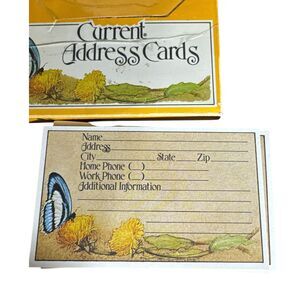 Current
Address Cards
Name
Address
City State Zip
Home Phone ( )
Work Phone ( )
Additional Information